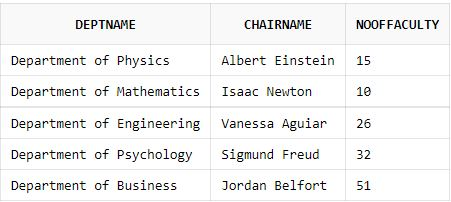 DEPTNAME CHAIRNAME NOOFFACULTY
Department of Physics Albert Einstein 15
Department of Mathematics Isaac Newton 10
Department of Engineering Vanessa Aguiar 26
Department of Psychology Sigmund Freud 32
Department of Business Jordan Belfort 51